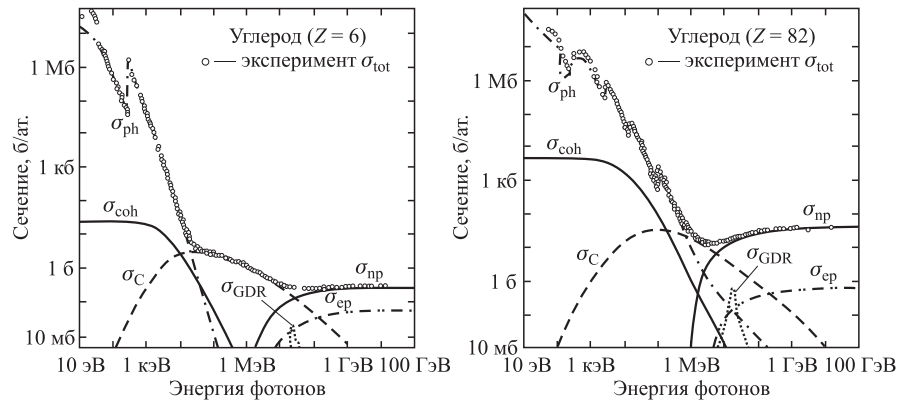 Углерод (Z = 6)
эксперимент σtot
σph
σcoh
σC
σGDR
σnp
σep
Сечение, б/ат.
1 Мб
1 кб
1 б
10 мб
10 эВ 1 кэВ 1 МэВ 1 ГэВ 100 ГэВ
Энергия фотонов
Углерод (Z = 82)
эксперимент σtot
σph
σcoh
σC
σnp
σGDR
σep
Сечение, б/ат.
1 Мб
1 кб
1 б
10 мб
10 эВ 1 кэВ 1 МэВ 1 ГэВ 100 ГэВ
Энергия фотонов